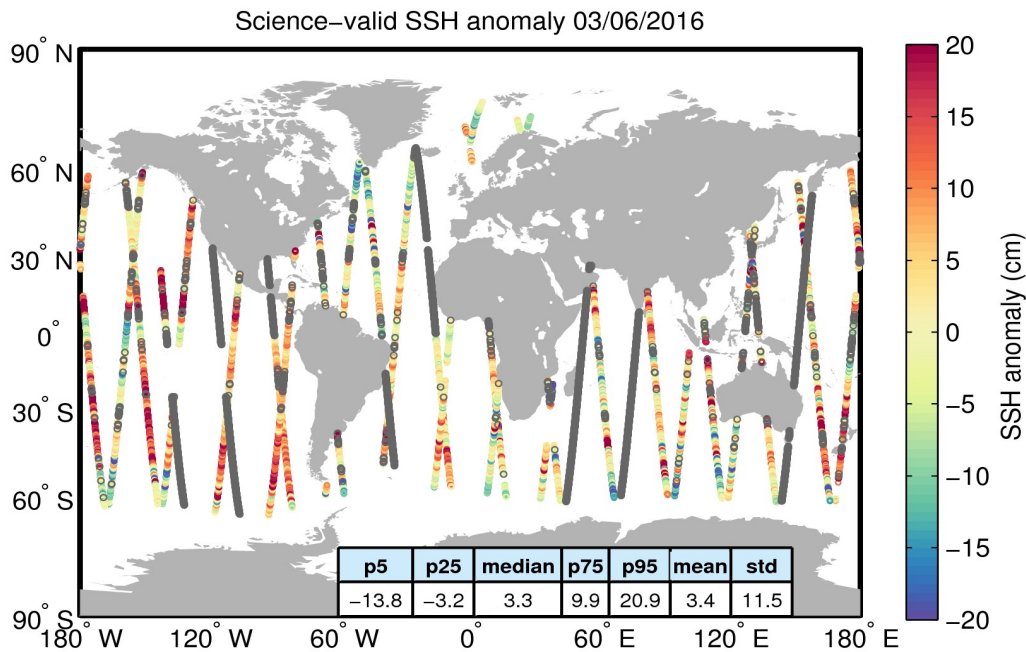 Science−valid SSH anomaly 03/06/2016
90° N
60° N
30° N
0°
30° S
60° S
90° S
180° W
120° W
60° W
0°
60° E
120° E
180° E
p5 p25 median p75 p95 mean std
−13.8 −3.2 3.3 9.9 20.9 3.4 11.5
20
15
10
5
0
−5
−10
−15
−20
SSH anomaly (cm)